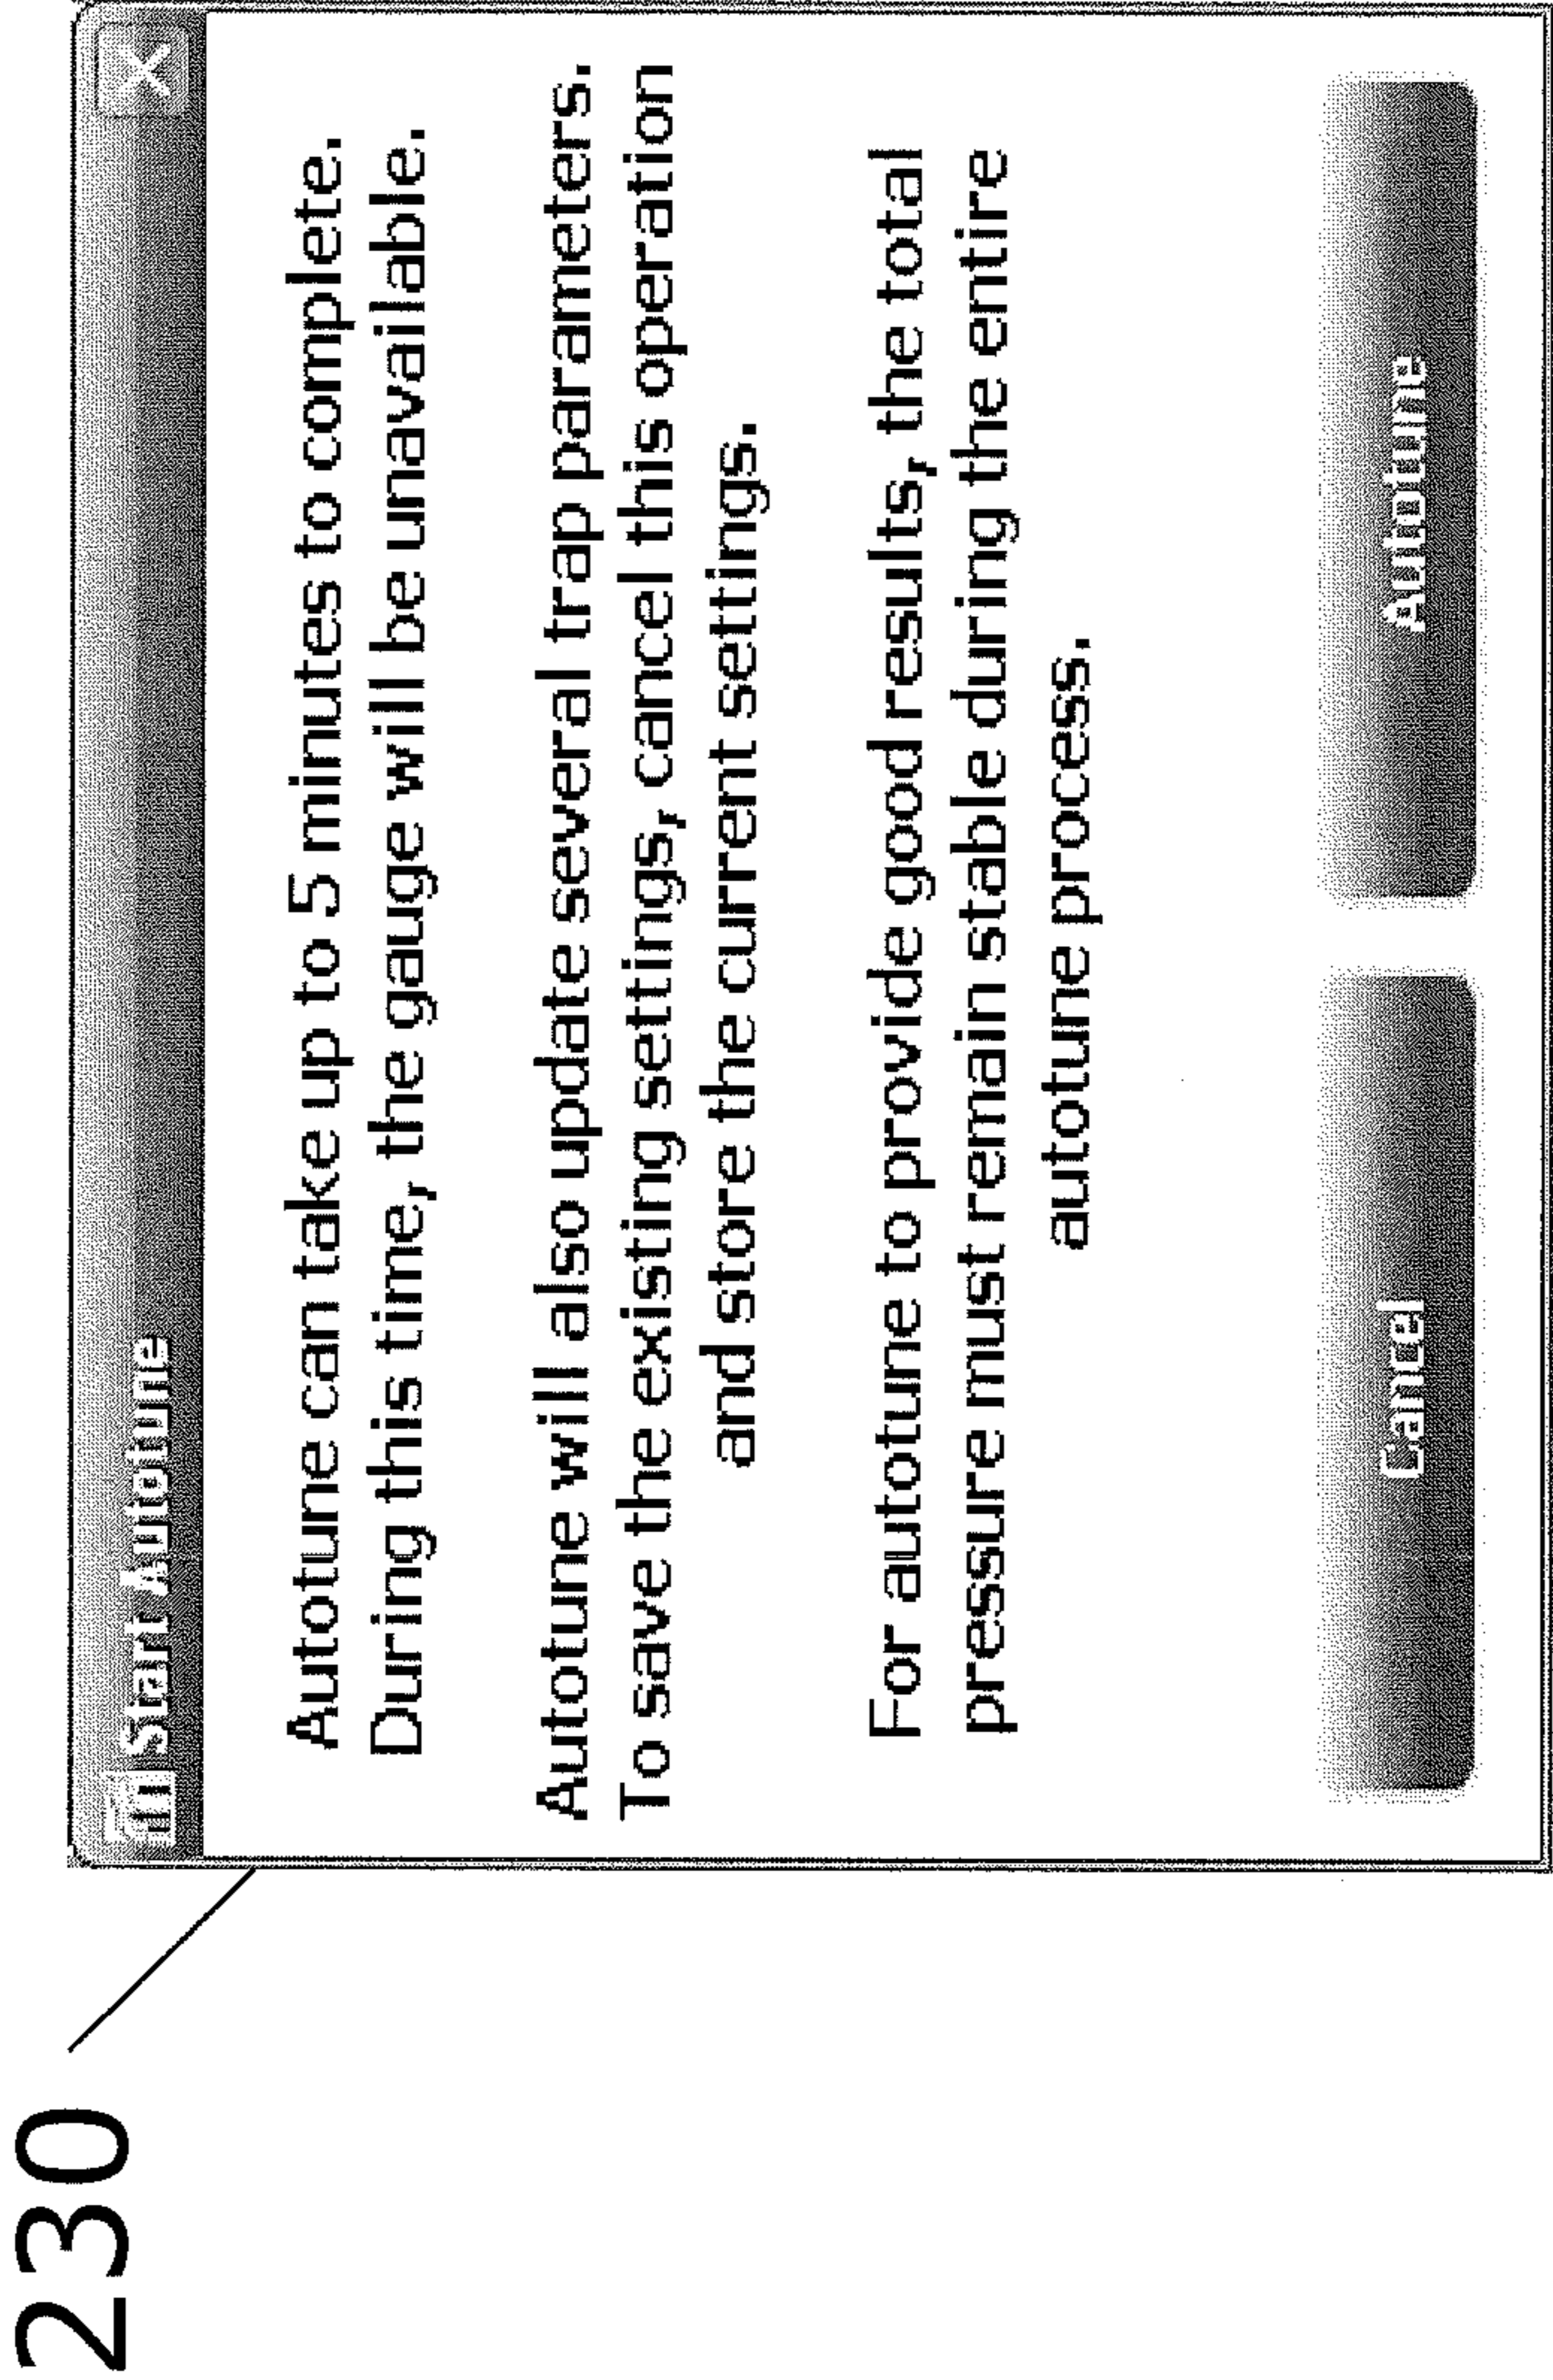 230
Start Autotune
Autotune can take up to 5 minutes to complete.
During this time, the gauge will be unavailable.
Autotune will also update several trap parameters.
To save the existing settings, cancel this operation
and store the current settings.
For autotune to provide good results, the total
pressure must remain stable during the entire
autotune process.
Cancel
Autotune